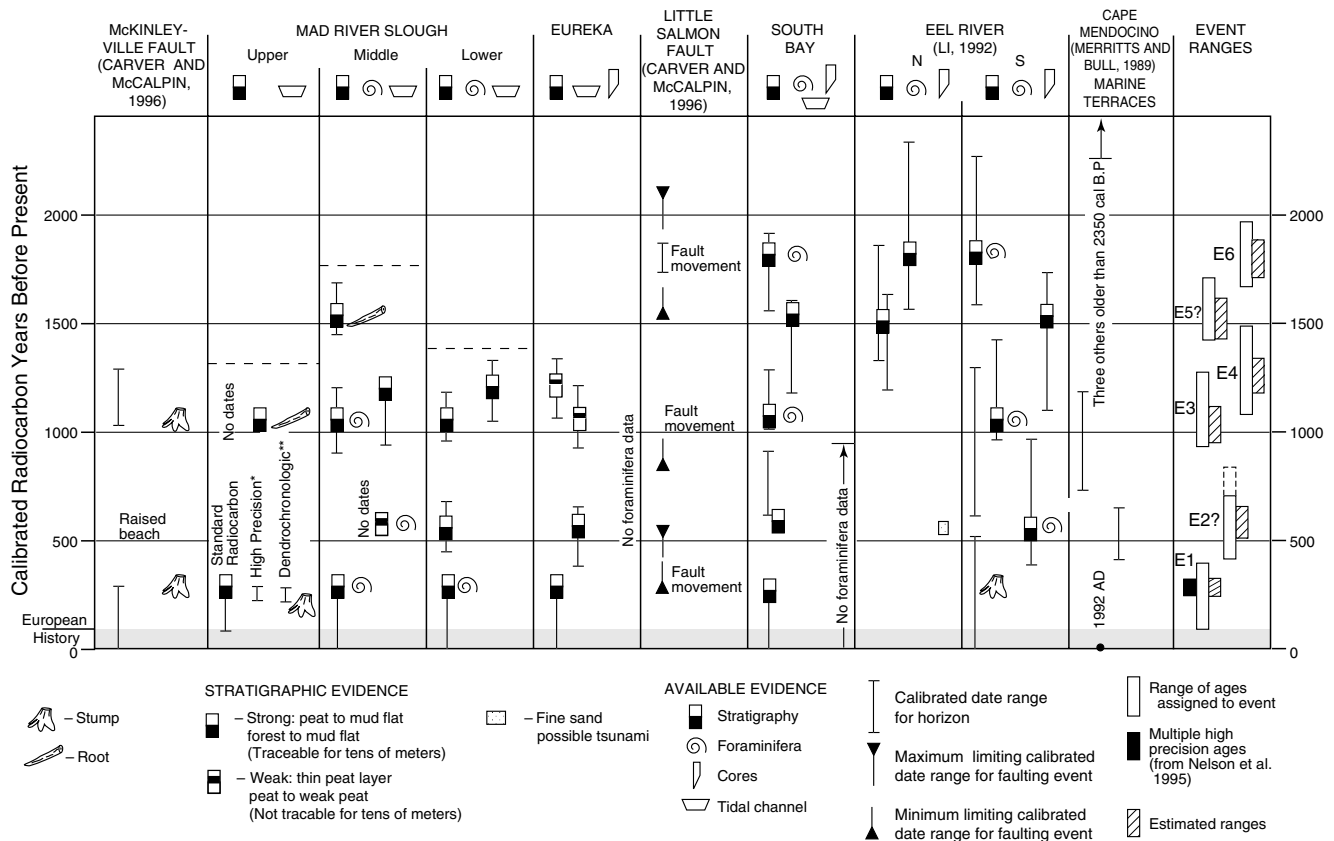 McKINLEY-
VILLE FAULT
(CARVER AND
McCALPIN,
1996)
MAD RIVER SLOUGH
Upper
Middle
Lower
EUREKA
LITTLE
SALMON
FAULT
(CARVER AND
McCALPIN,
1996)
SOUTH
BAY
EEL RIVER
(LI, 1992)
N
S
CAPE
MENDOCINO
(MERRITTS AND
BULL, 1989)
MARINE
TERRACES
EVENT
RANGES
Calibrated Radiocarbon Years Before Present
2000
1500
1000
500
European
History
0
Raised
beach
No dates
Standard
Radiocarbon
High Precision*
Dendrochronologic**
No dates
No foraminifera data
Fault
movement
Fault
movement
Fault
movement
No foraminifera data
Three others older than 2350 cal B.P.
1992 AD
E6
E5?
E4
E3
E2?
E1
2000
1500
1000
500
0
– Stump
– Root
STRATIGRAPHIC EVIDENCE
– Strong: peat to mud flat
forest to mud flat
(Traceable for tens of meters)
– Weak: thin peat layer
peat to weak peat
(Not tracable for tens of meters)
– Fine sand
possible tsunami
AVAILABLE EVIDENCE
Stratigraphy
Foraminifera
Cores
Tidal channel
Calibrated date range
for horizon
Maximum limiting calibrated
date range for faulting event
Minimum limiting calibrated
date range for faulting event
Range of ages
assigned to event
Multiple high
precision ages
(from Nelson et al.
1995)
Estimated ranges